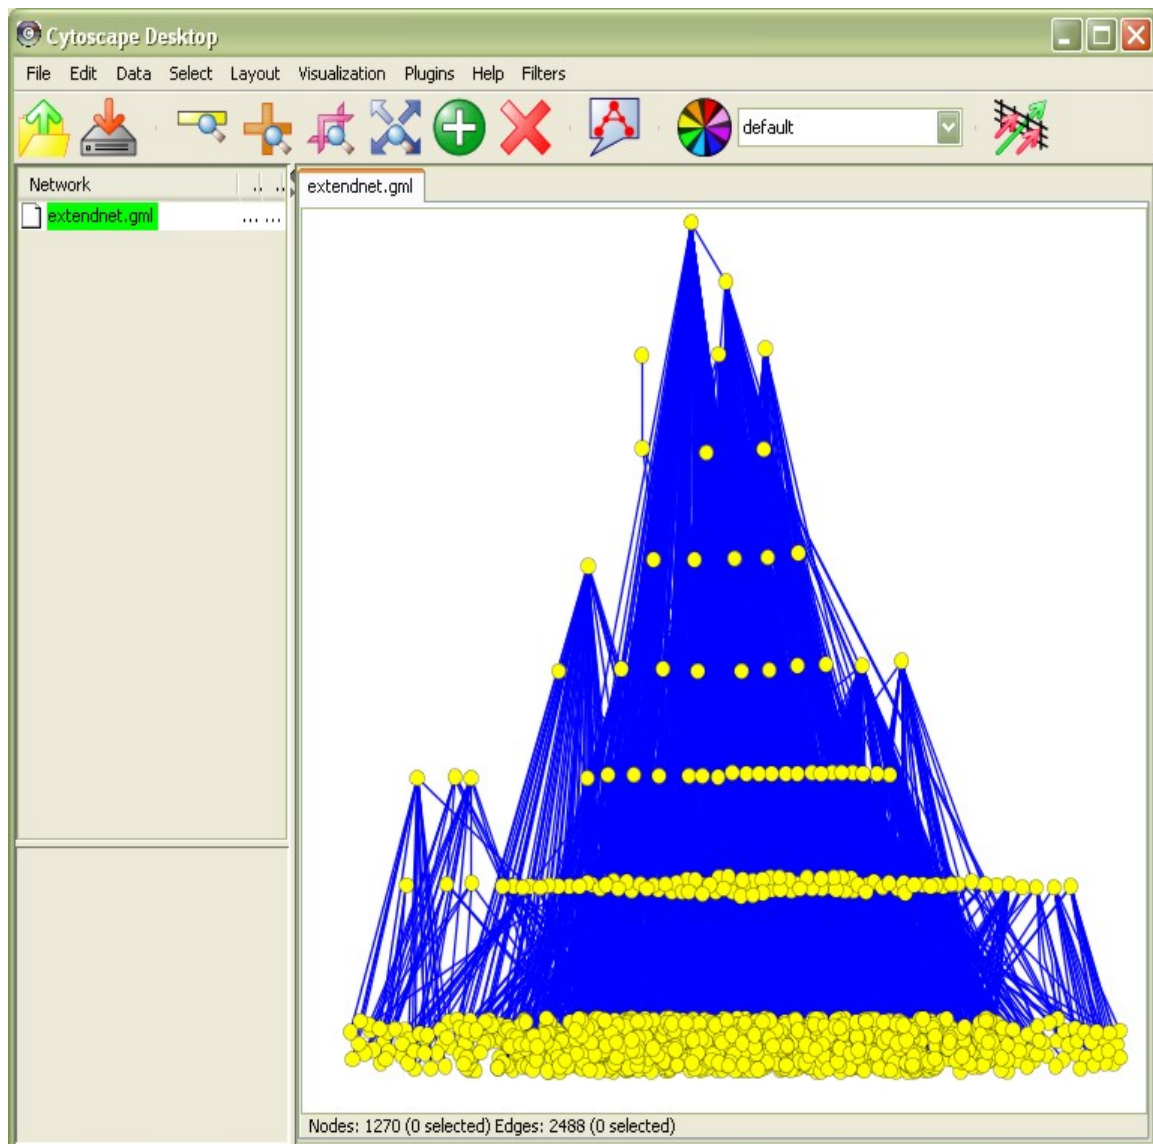 Cytoscape Desktop
File Edit Data Select Layout Visualization Plugins Help Filters
default
Network .. ..
extendnet.gml
extendnet.gml ... ...
Nodes: 1270 (0 selected) Edges: 2488 (0 selected)